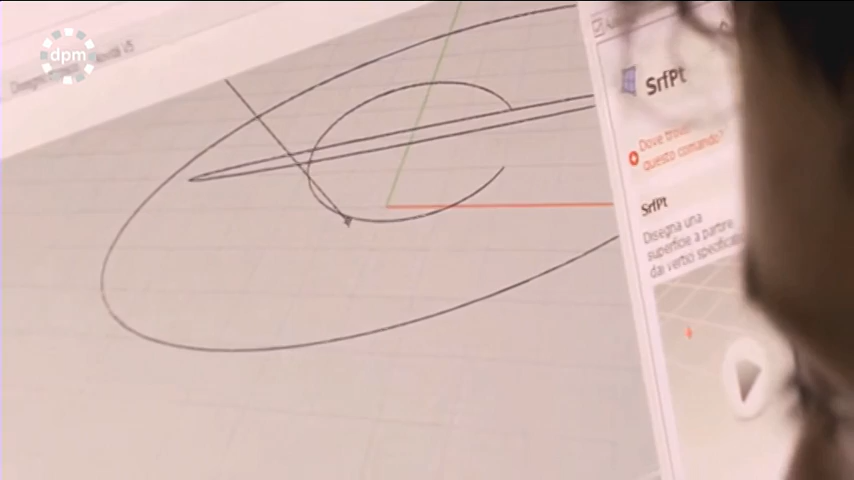 dpm
SrfPt
Dove trovo
questo comando?
SrfPt
Disegna una
superficie a partire
dai vertici specificati